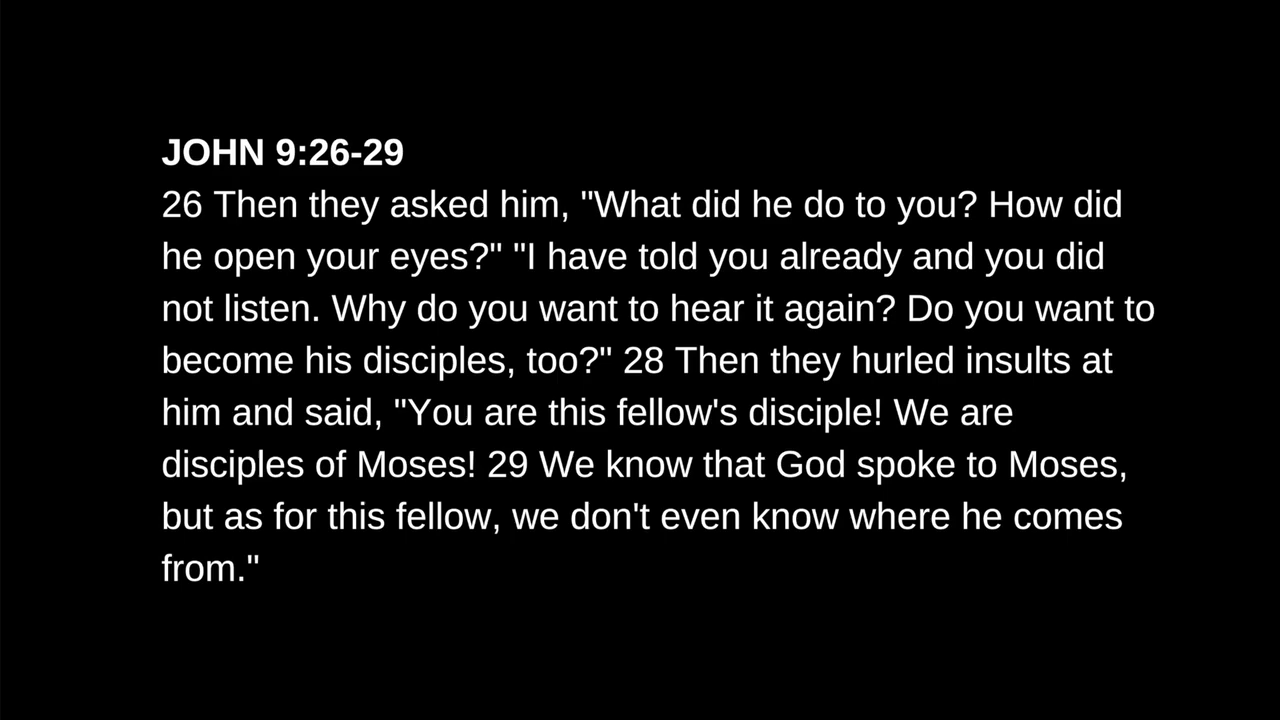 JOHN 9:26-29
26 Then they asked him, "What did he do to you? How did
he open your eyes?" "I have told you already and you did
not listen. Why do you want to hear it again? Do you want to
become his disciples, too?" 28 Then they hurled insults at
him and said, "You are this fellow's disciple! We are
disciples of Moses! 29 We know that God spoke to Moses,
but as for this fellow, we don't even know where he comes
from."